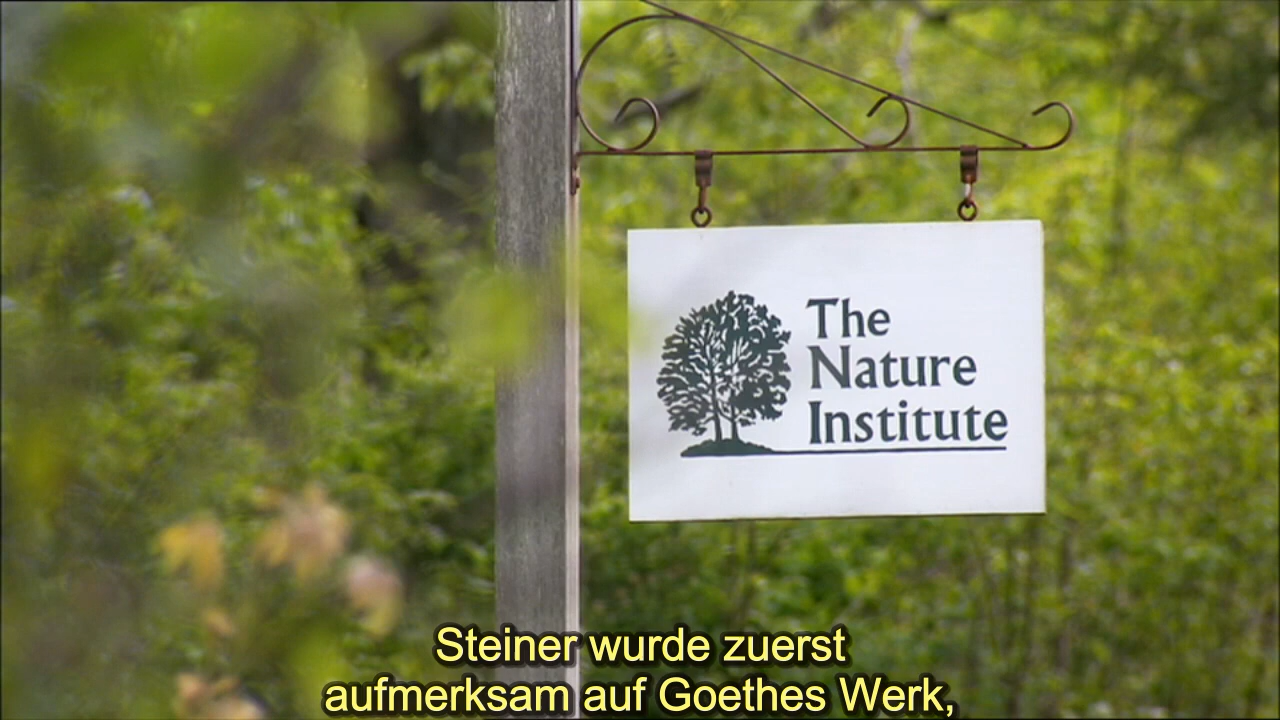 The
Nature
Institute
Steiner wurde zuerst
aufmerksam auf Goethes Werk,